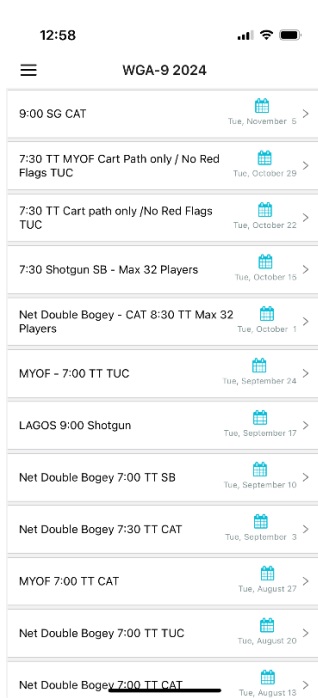 12:58
WGA-9 2024
9:00 SG CAT
Tue, November 5
7:30 TT MYOF Cart Path only / No Red
Flags TUC
Tue, October 29
7:30 TT Cart path only /No Red Flags
TUC
Tue, October 22
7:30 Shotgun SB - Max 32 Players
Tue, October 15
Net Double Bogey - CAT 8:30 TT Max 32
Players
Tue, October 1
MYOF - 7:00 TT TUC
Tue, September 24
LAGOS 9:00 Shotgun
Tue, September 17
Net Double Bogey 7:00 TT SB
Tue, September 10
Net Double Bogey 7:30 TT CAT
Tue, September 3
MYOF 7:00 TT CAT
Tue, August 27
Net Double Bogey 7:00 TT TUC
Tue, August 20
Net Double Bogey 7:00 TT CAT
Tue, August 13